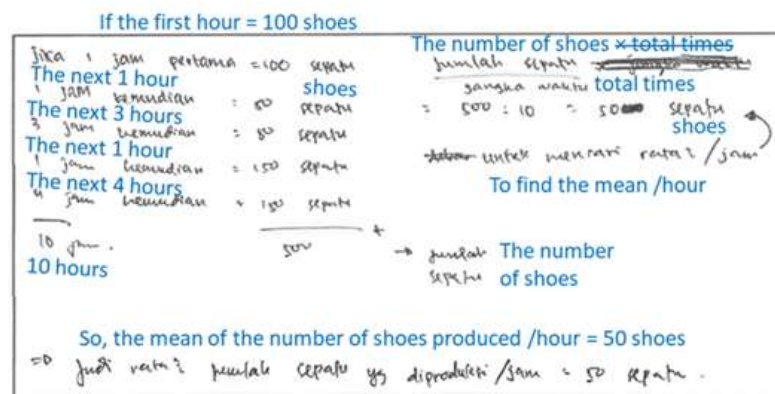 If the first hour = 100 shoes
jika 1 jam pertama = 100 sepatu
The next 1 hour shoes
1 jam kemudian = 50 sepatu
The next 3 hours
3 jam kemudian = 50 sepatu
The next 1 hour
1 jam kemudian = 150 sepatu
The next 4 hours
4 jam kemudian = 150 sepatu
10 jam. 500 +
10 hours
→ jumlah The number
sepatu of shoes
The number of shoes × total times
jumlah sepatu
jangka waktu total times
= 500 : 10 = 50 sepatu
shoes
untuk mencari rata² / jam
To find the mean /hour
So, the mean of the number of shoes produced /hour = 50 shoes
⇒ jadi rata² jumlah sepatu yg diproduksi / jam = 50 sepatu.